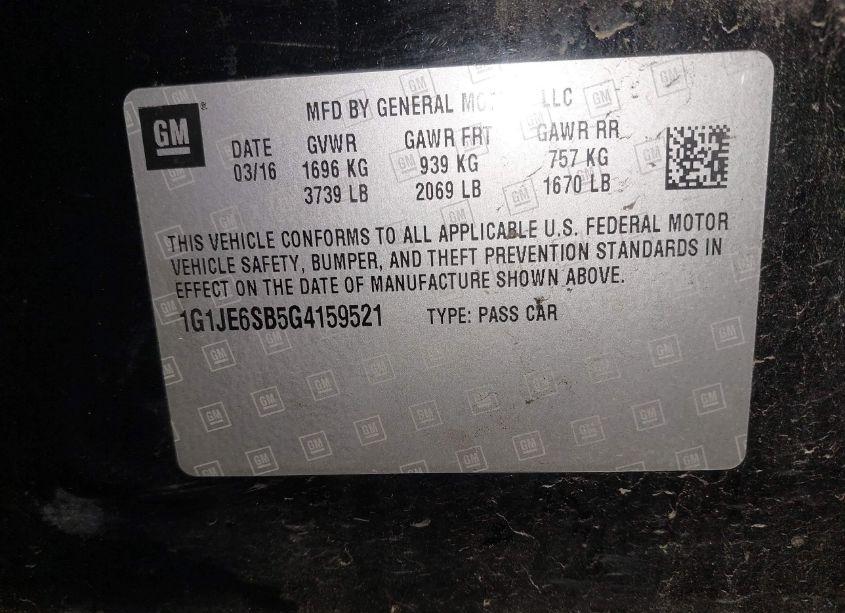 MFD BY GENERAL LLC
GM
DATE GVWR GAWR FRT GAWR RR
03/16 1696 KG 939 KG 757 KG
3739 LB 2069 LB 1670 LB
THIS VEHICLE CONFORMS TO ALL APPLICABLE U.S. FEDERAL MOTOR
VEHICLE SAFETY, BUMPER, AND THEFT PREVENTION STANDARDS IN
EFFECT ON THE DATE OF MANUFACTURE SHOWN ABOVE.
1G1JE6SB5G4159521 TYPE: PASS CAR